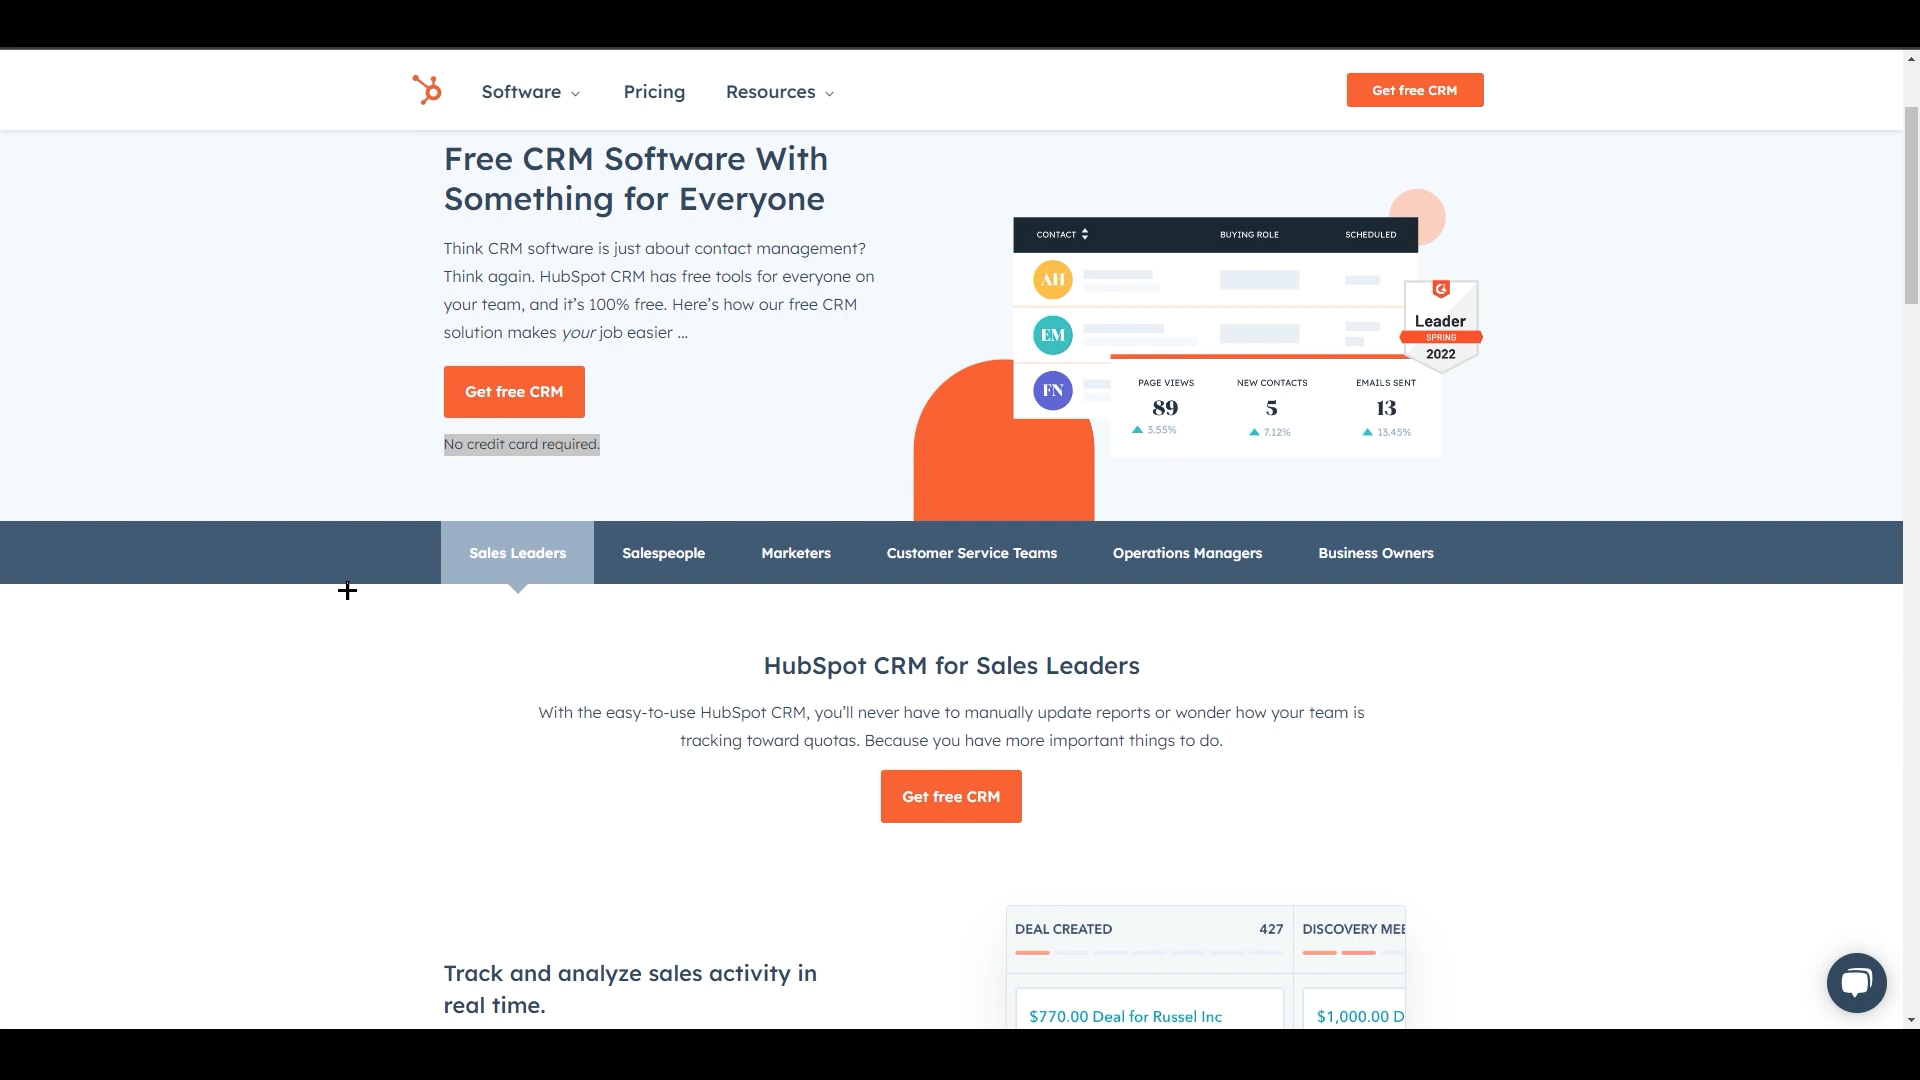 Software
Pricing
Resources
Get free CRM
Free CRM Software With
Something for Everyone
Think CRM software is just about contact management?
Think again. HubSpot CRM has free tools for everyone on
your team, and it’s 100% free. Here’s how our free CRM
solution makes your job easier ...
Get free CRM
No credit card required.
CONTACT
BUYING ROLE
SCHEDULED
AH
EM
FN
Leader
SPRING
2022
PAGE VIEWS
NEW CONTACTS
EMAILS SENT
89
5
13
3.55%
7.12%
13.45%
Sales Leaders
Salespeople
Marketers
Customer Service Teams
Operations Managers
Business Owners
HubSpot CRM for Sales Leaders
With the easy-to-use HubSpot CRM, you’ll never have to manually update reports or wonder how your team is
tracking toward quotas. Because you have more important things to do.
Get free CRM
Track and analyze sales activity in
real time.
DEAL CREATED
427
DISCOVERY MEE
$770.00 Deal for Russel Inc
$1,000.00 D